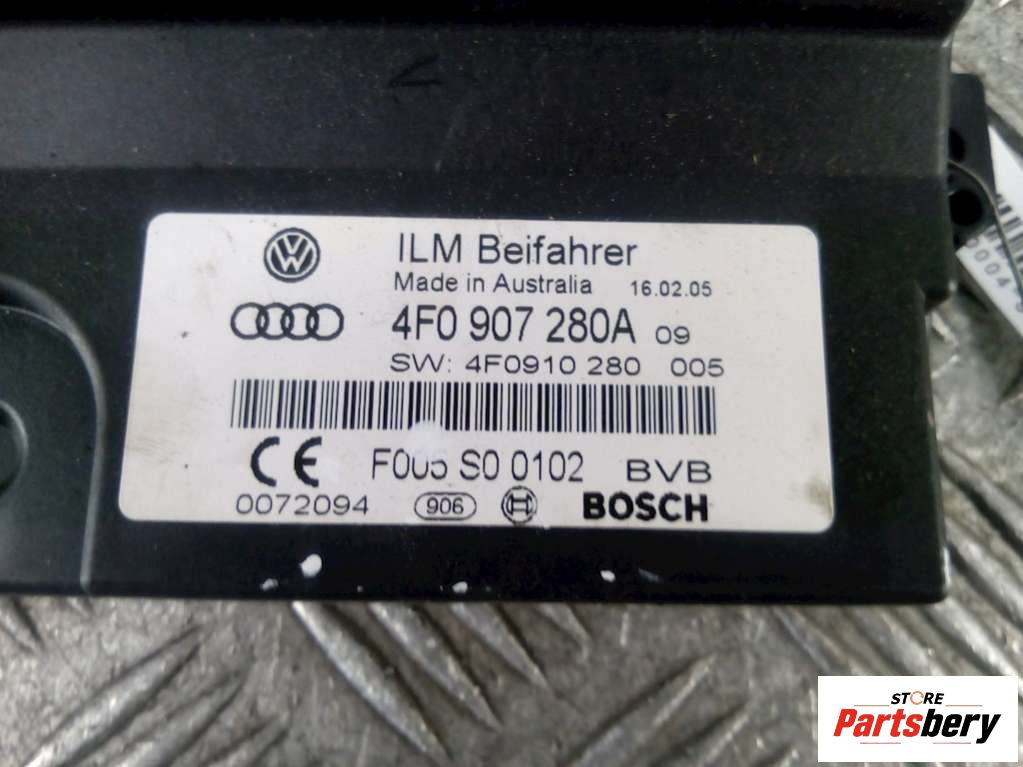 ILM Beifahrer
Made in Australia 16.02.05
4F0 907 280A 09
SW: 4F0910 280 005
CE F005 S0 0102 BVB
0072094 906 BOSCH
STORE
Partsbery